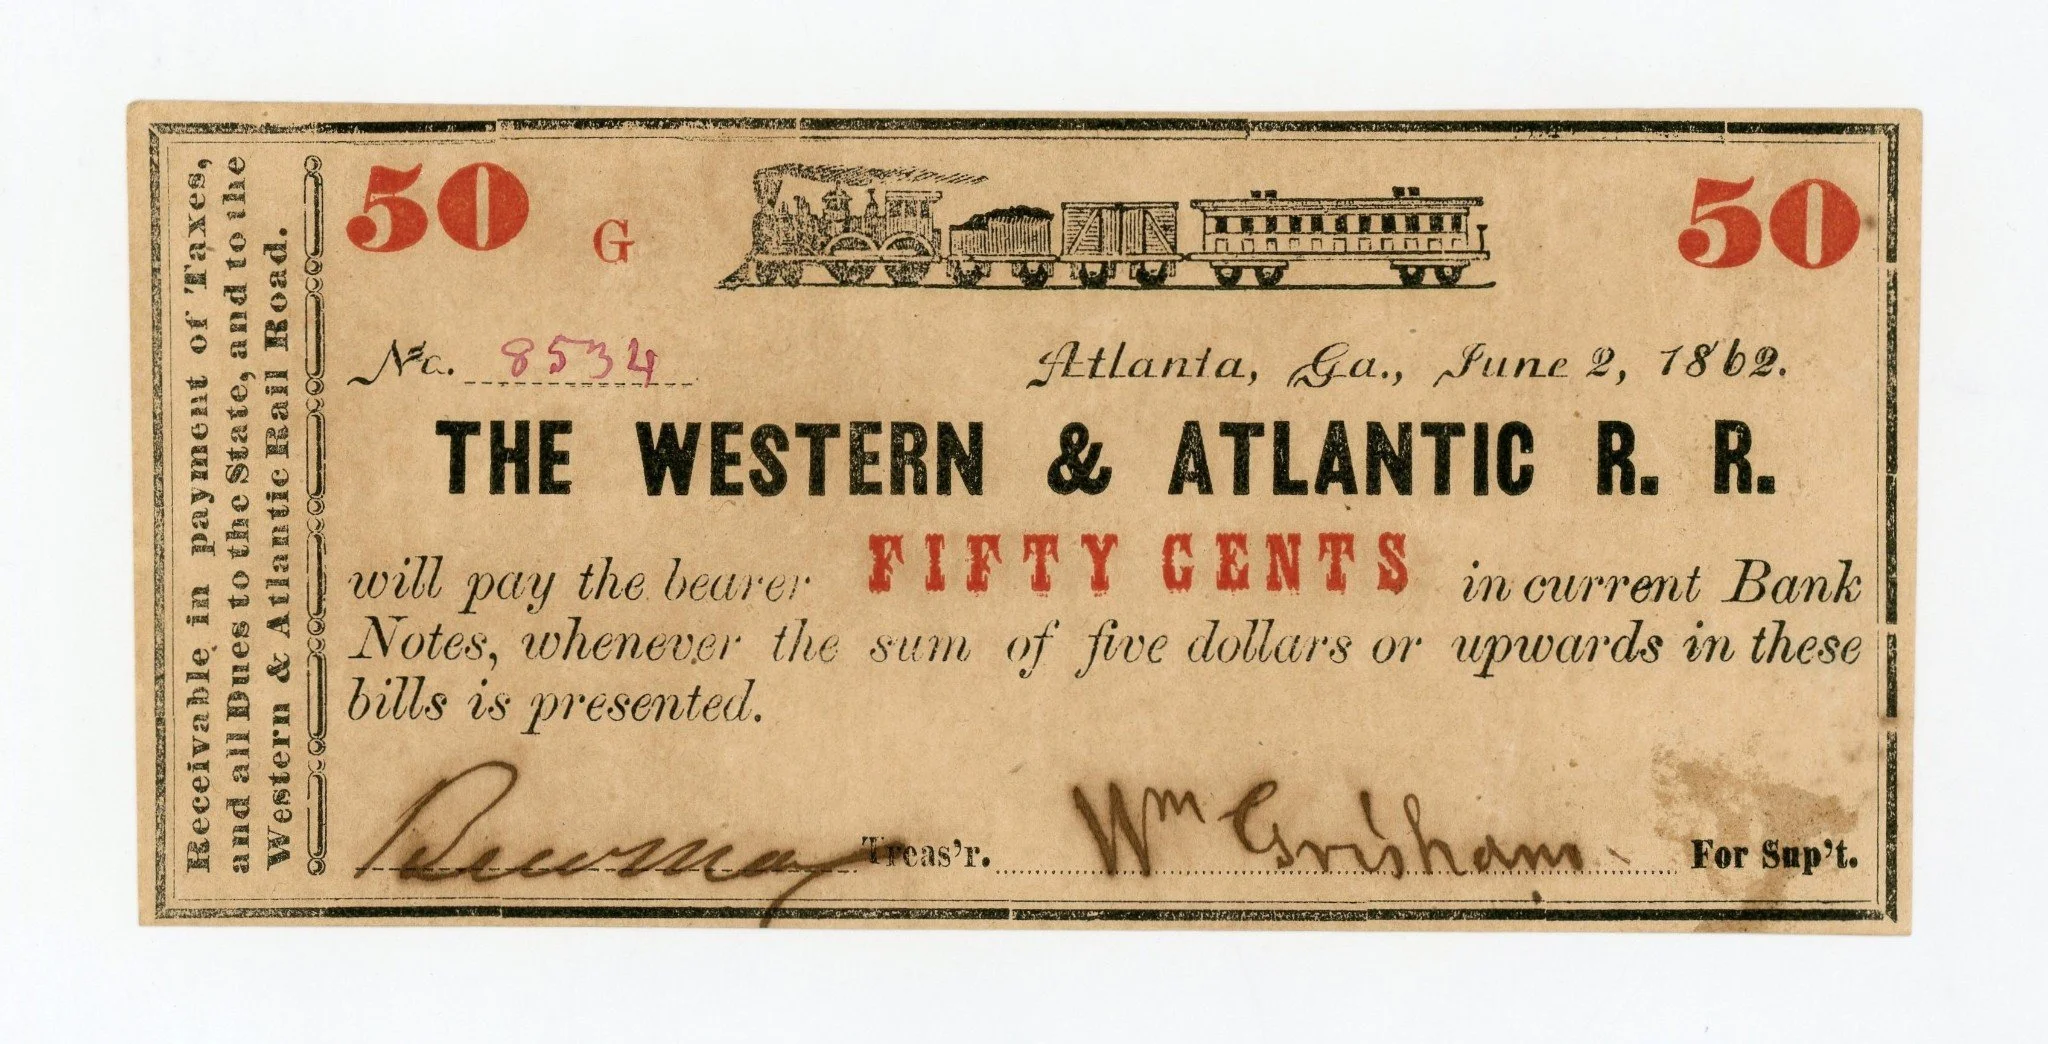 Receivable in payment of Taxes,
and all Dues to the State, and to the
Western & Atlantic Rail Road.
50
G
50
No. 8534
Atlanta, Ga., June 2, 1862.
THE WESTERN & ATLANTIC R. R.
will pay the bearer FIFTY CENTS in current Bank
Notes, whenever the sum of five dollars or upwards in these
bills is presented.
Treas'r. Wm Grisham For Sup't.